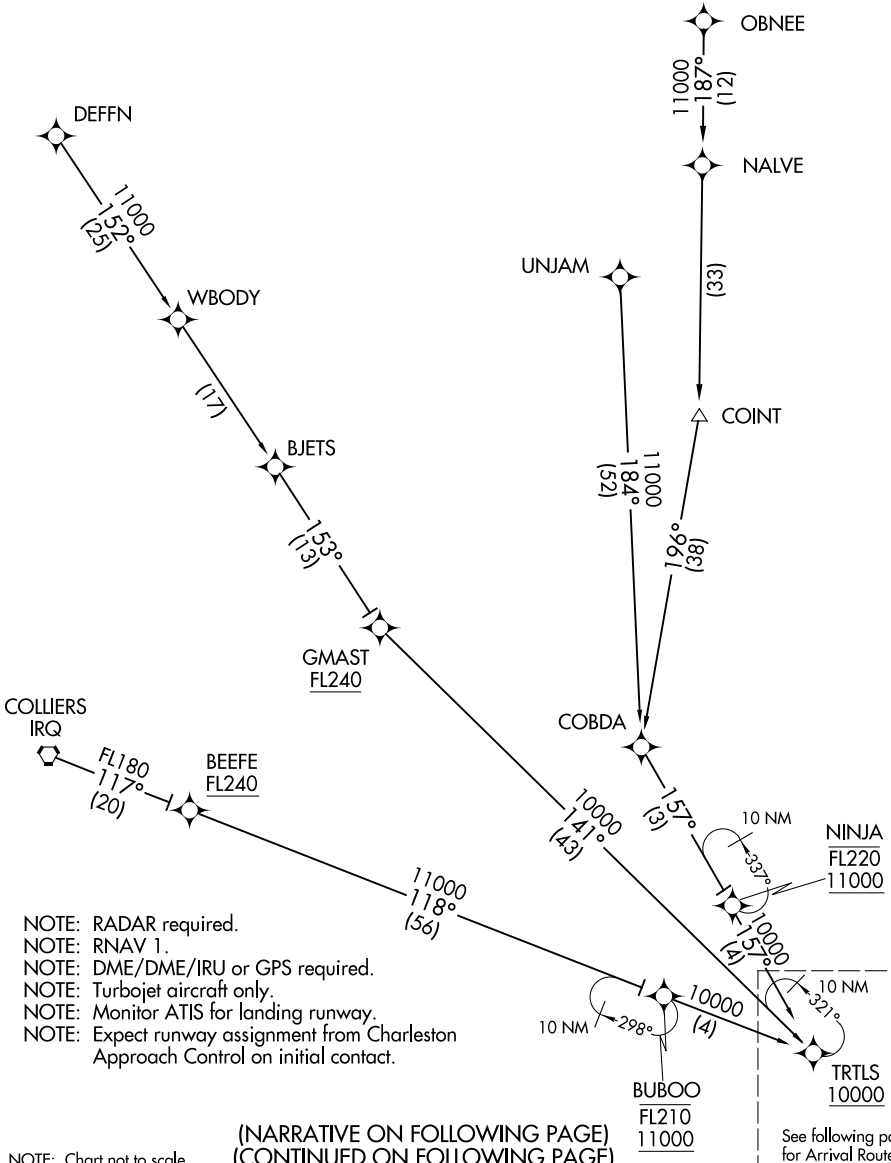 OBNEE
11000
187°
(12)
DEFFN
NALVE
11000
152°
(25)
UNJAM
(33)
WBODY
(17)
COINT
BJETS
11000
184°
(52)
153°
(13)
196°
(38)
GMAST
FL240
COLLIERS
IRQ
COBDA
FL180
117°
(20)
BEEFE
FL240
157°
(3)
10 NM
337°
NINJA
FL220
11000
10000
141°
(43)
11000
118°
(56)
10000
157°
(4)
NOTE: RADAR required.
NOTE: RNAV 1.
NOTE: DME/DME/IRU or GPS required.
NOTE: Turbojet aircraft only.
NOTE: Monitor ATIS for landing runway.
NOTE: Expect runway assignment from Charleston
Approach Control on initial contact.
10 NM
321°
10000
(4)
10 NM
298°
TRTLS
10000
BUBOO
FL210
11000
(NARRATIVE ON FOLLOWING PAGE)
(CONTINUED ON FOLLOWING PAGE)
NOTE: Chart not to scale
See following pa
for Arrival Route